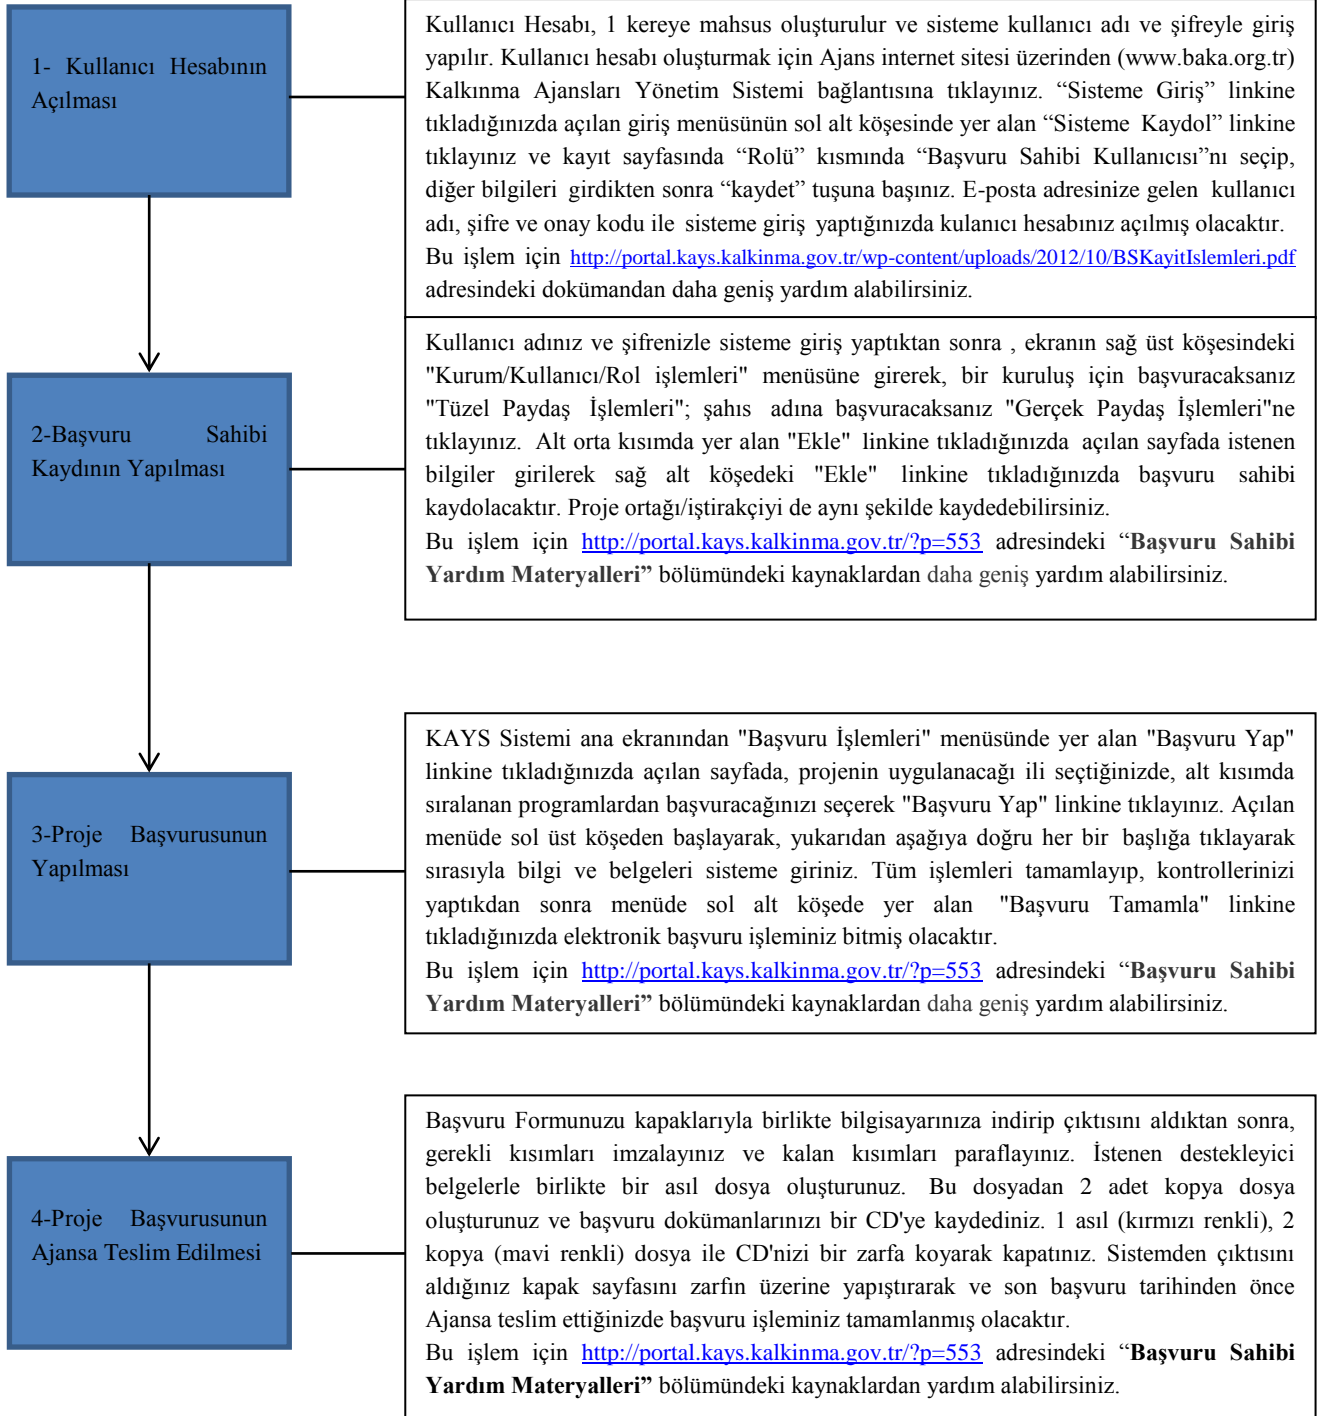 1- Kullanıcı Hesabının
Açılması
Kullanıcı Hesabı, 1 kereye mahsus oluşturulur ve sisteme kullanıcı adı ve şifreyle giriş
yapılır. Kullanıcı hesabı oluşturmak için Ajans internet sitesi üzerinden (www.baka.org.tr)
Kalkınma Ajansları Yönetim Sistemi bağlantısına tıklayınız. “Sisteme Giriş” linkine
tıkladığınızda açılan giriş menüsünün sol alt köşesinde yer alan “Sisteme Kaydol” linkine
tıklayınız ve kayıt sayfasında “Rolü” kısmında “Başvuru Sahibi Kullanıcısı”nı seçip,
diğer bilgileri girdikten sonra “kaydet” tuşuna başınız. E-posta adresinize gelen kullanıcı
adı, şifre ve onay kodu ile sisteme giriş yaptığınızda kulanıcı hesabınız açılmış olacaktır.
Bu işlem için http://portal.kays.kalkinma.gov.tr/wp-content/uploads/2012/10/BSKayitIslemleri.pdf
adresindeki dokümandan daha geniş yardım alabilirsiniz.
2-Başvuru Sahibi
Kaydının Yapılması
Kullanıcı adınız ve şifrenizle sisteme giriş yaptıktan sonra , ekranın sağ üst köşesindeki
"Kurum/Kullanıcı/Rol işlemleri" menüsüne girerek, bir kuruluş için başvuracaksanız
"Tüzel Paydaş İşlemleri"; şahıs adına başvuracaksanız "Gerçek Paydaş İşlemleri"ne
tıklayınız. Alt orta kısımda yer alan "Ekle" linkine tıkladığınızda açılan sayfada istenen
bilgiler girilerek sağ alt köşedeki "Ekle" linkine tıkladığınızda başvuru sahibi
kaydolacaktır. Proje ortağı/iştirakçiyi de aynı şekilde kaydedebilirsiniz.
Bu işlem için http://portal.kays.kalkinma.gov.tr/?p=553 adresindeki “Başvuru Sahibi
Yardım Materyalleri” bölümündeki kaynaklardan daha geniş yardım alabilirsiniz.
3-Proje Başvurusunun
Yapılması
KAYS Sistemi ana ekranından "Başvuru İşlemleri" menüsünde yer alan "Başvuru Yap"
linkine tıkladığınızda açılan sayfada, projenin uygulanacağı ili seçtiğinizde, alt kısımda
sıralanan programlardan başvuracağınızı seçerek "Başvuru Yap" linkine tıklayınız. Açılan
menüde sol üst köşeden başlayarak, yukarıdan aşağıya doğru her bir başlığa tıklayarak
sırasıyla bilgi ve belgeleri sisteme giriniz. Tüm işlemleri tamamlayıp, kontrollerinizi
yaptıkdan sonra menüde sol alt köşede yer alan "Başvuru Tamamla" linkine
tıkladığınızda elektronik başvuru işleminiz bitmiş olacaktır.
Bu işlem için http://portal.kays.kalkinma.gov.tr/?p=553 adresindeki “Başvuru Sahibi
Yardım Materyalleri” bölümündeki kaynaklardan daha geniş yardım alabilirsiniz.
4-Proje Başvurusunun
Ajansa Teslim Edilmesi
Başvuru Formunuzu kapaklarıyla birlikte bilgisayarınıza indirip çıktısını aldıktan sonra,
gerekli kısımları imzalayınız ve kalan kısımları paraflayınız. İstenen destekleyici
belgelerle birlikte bir asıl dosya oluşturunuz. Bu dosyadan 2 adet kopya dosya
oluşturunuz ve başvuru dokümanlarınızı bir CD'ye kaydediniz. 1 asıl (kırmızı renkli), 2
kopya (mavi renkli) dosya ile CD'nizi bir zarfa koyarak kapatınız. Sistemden çıktısını
aldığınız kapak sayfasını zarfın üzerine yapıştırarak ve son başvuru tarihinden önce
Ajansa teslim ettiğinizde başvuru işleminiz tamamlanmış olacaktır.
Bu işlem için http://portal.kays.kalkinma.gov.tr/?p=553 adresindeki “Başvuru Sahibi
Yardım Materyalleri” bölümündeki kaynaklardan yardım alabilirsiniz.